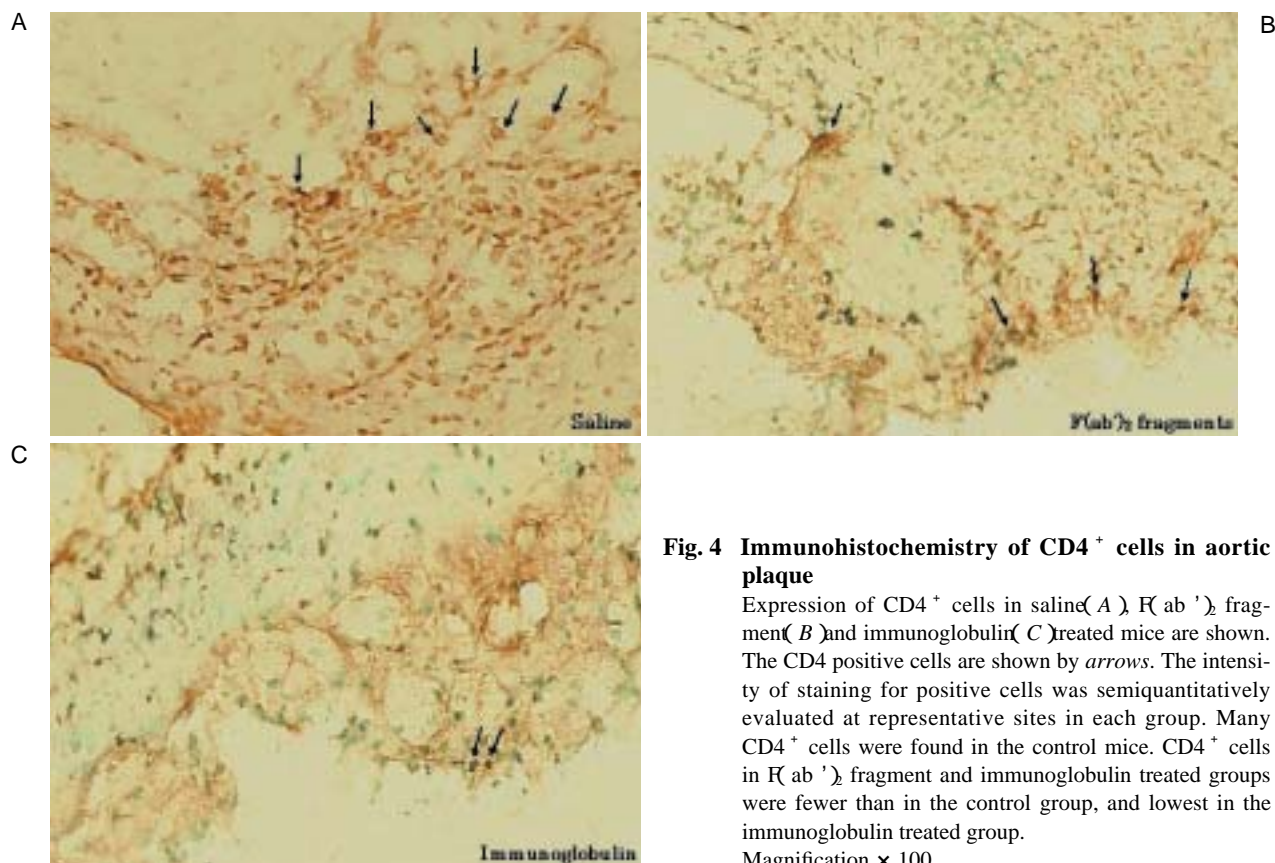 A
B
Saline
F(ab')₂ fragments
C
Immunoglobulin
Fig. 4 Immunohistochemistry of CD4⁺ cells in aortic
plaque
Expression of CD4⁺ cells in saline( A ), F( ab ' )₂ frag-
ment( B )and immunoglobulin( C )treated mice are shown.
The CD4 positive cells are shown by arrows. The intensi-
ty of staining for positive cells was semiquantitatively
evaluated at representative sites in each group. Many
CD4⁺ cells were found in the control mice. CD4⁺ cells
in F( ab ' )₂ fragment and immunoglobulin treated groups
were fewer than in the control group, and lowest in the
immunoglobulin treated group.
Magnification × 100.